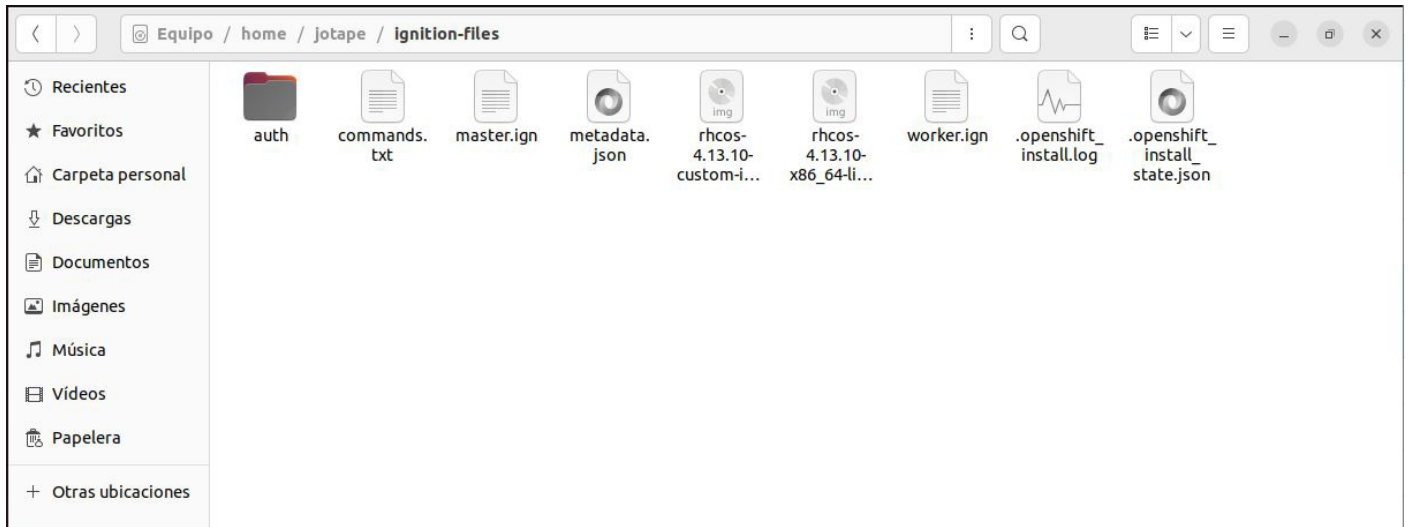 Equipo / home / jotape / ignition-files
Recientes
Favoritos
Carpeta personal
Descargas
Documentos
Imágenes
Música
Vídeos
Papelera
Otras ubicaciones
auth
commands.
txt
master.ign
metadata.
json
img
rhcos-
4.13.10-
custom-i...
img
rhcos-
4.13.10-
x86_64-li...
worker.ign
.openshift_
install.log
.openshift_
install_
state.json